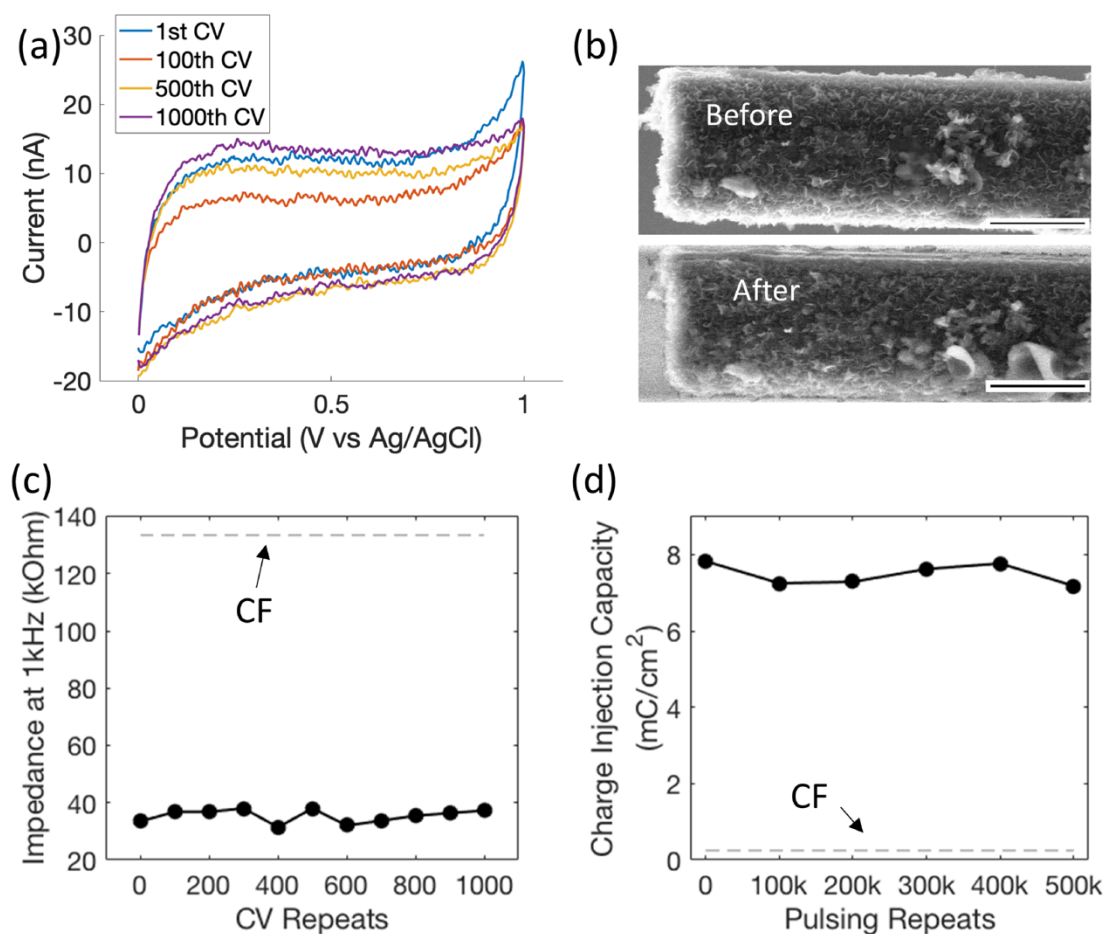 (a)
30
20
10
0
-10
-20
Current (nA)
1st CV
100th CV
500th CV
1000th CV
0
0.5
1
Potential (V vs Ag/AgCl)
(b)
Before
After
(c)
140
120
100
80
60
40
20
Impedance at 1kHz (kOhm)
CF
0
200
400
600
800
1000
CV Repeats
(d)
8
6
4
2
0
Charge Injection Capacity
(mC/cm²)
CF
0
100k
200k
300k
400k
500k
Pulsing Repeats